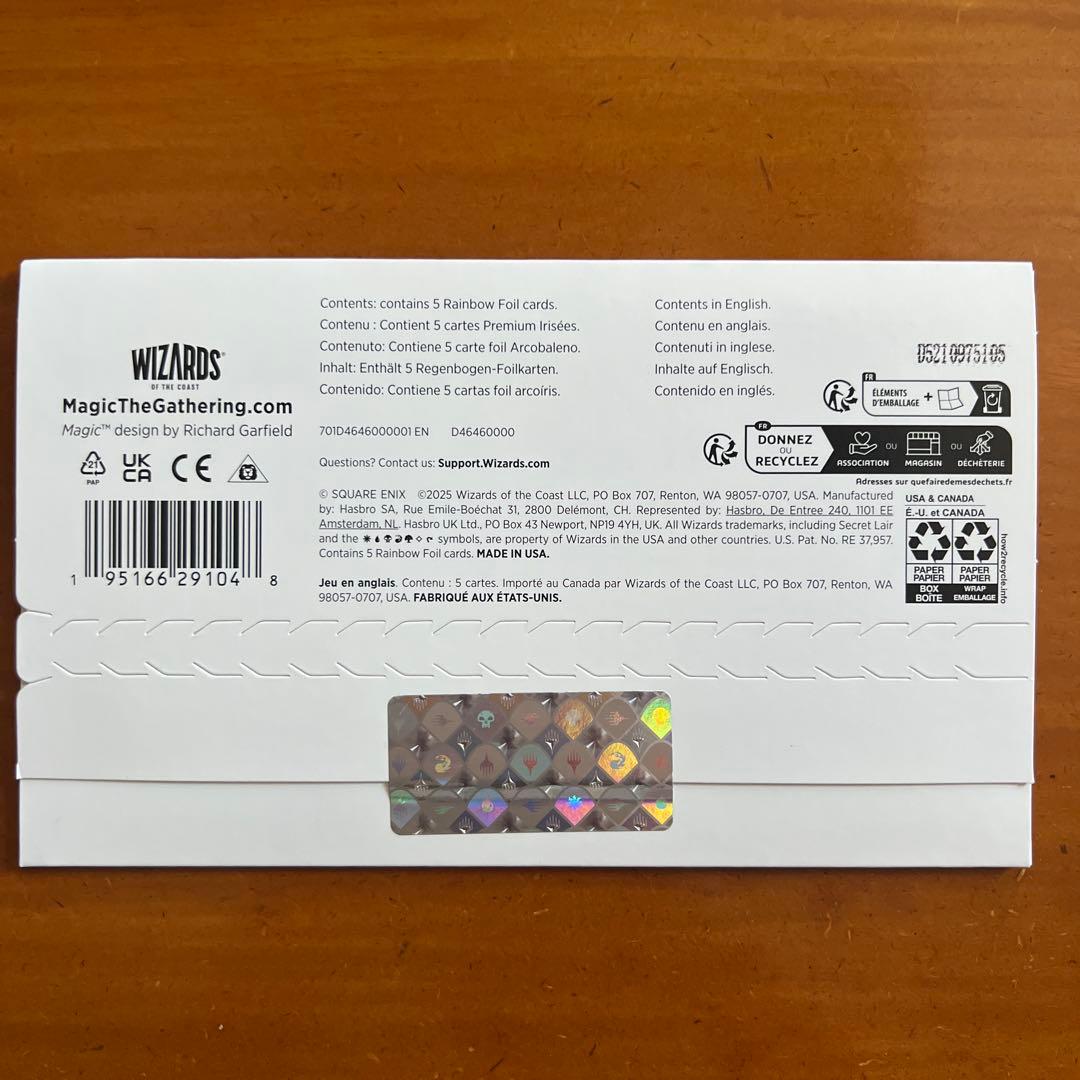 WIZARDS®
OF THE COAST
MagicTheGathering.com
Magic™ design by Richard Garfield
21
PAP
UK
CA
CE
1 95166 29104 8
Contents: contains 5 Rainbow Foil cards.
Contenu : Contient 5 cartes Premium Irisées.
Contenuto: Contiene 5 carte foil Arcobaleno.
Inhalt: Enthält 5 Regenbogen-Foilkarten.
Contenido: Contiene 5 cartas foil arcoíris.
Contents in English.
Contenu en anglais.
Contenuti in inglese.
Inhalte auf Englisch.
Contenido en inglés.
D5210975105
FR
ÉLÉMENTS
D'EMBALLAGE +
701D4646000001 EN D46460000
FR
DONNEZ
OU
RECYCLEZ
ASSOCIATION OU MAGASIN OU DÉCHÈTERIE
Adresses sur quefairedemesdechets.fr
Questions? Contact us: Support.Wizards.com
© SQUARE ENIX ©2025 Wizards of the Coast LLC, PO Box 707, Renton, WA 98057-0707, USA. Manufactured
by: Hasbro SA, Rue Emile-Boéchat 31, 2800 Delémont, CH. Represented by: Hasbro, De Entree 240, 1101 EE
Amsterdam, NL. Hasbro UK Ltd., PO Box 43 Newport, NP19 4YH, UK. All Wizards trademarks, including Secret Lair
and the symbols, are property of Wizards in the USA and other countries. U.S. Pat. No. RE 37,957.
Contains 5 Rainbow Foil cards. MADE IN USA.
Jeu en anglais. Contenu : 5 cartes. Importé au Canada par Wizards of the Coast LLC, PO Box 707, Renton, WA
98057-0707, USA. FABRIQUÉ AUX ÉTATS-UNIS.
USA & CANADA
É.-U. et CANADA
PAPER
PAPIER
BOX
BOÎTE
PAPER
PAPIER
WRAP
EMBALLAGE
how2recycle.info